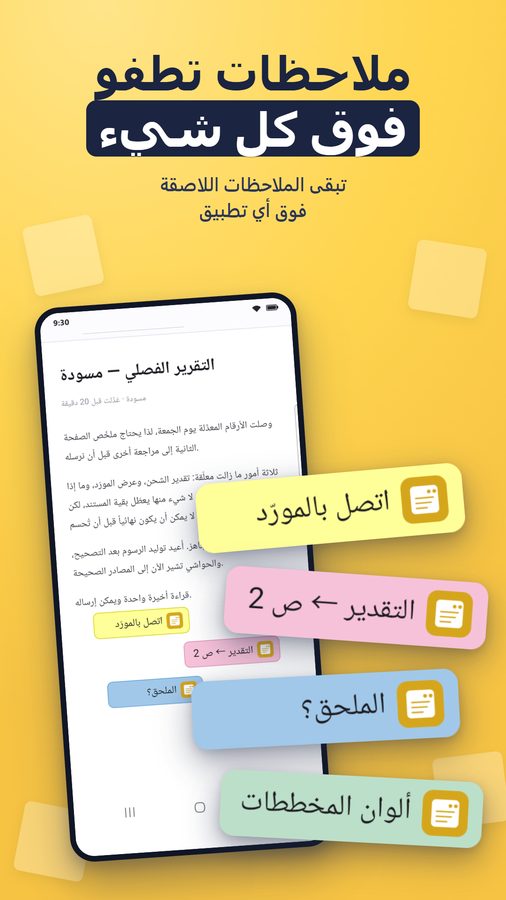 ملاحظات تطفو
فوق كل شيء
تبقى الملاحظات اللاصقة
فوق أي تطبيق
9:30
التقرير الفصلي — مسودة
مسودة · عدّلت قبل 20 دقيقة
وصلت الأرقام المعدّلة يوم الجمعة، لذا يحتاج ملخص الصفحة
الثانية إلى مراجعة أخرى قبل أن نرسله.
ثلاثة أمور ما زالت معلّقة: تقدير الشحن، وعرض المورد، وما إذا
لا شيء منها يعطل بقية المستند، لكن
لا يمكن أن يكون نهائياً قبل أن تُحسم
أعيد توليد الرسوم بعد التصحيح،
والحواشي تشير الآن إلى المصادر الصحيحة.
قراءة أخيرة واحدة ويمكن إرساله.
اتصل بالمورّد
التقدير ← ص 2
الملحق؟
اتصل بالمورّد
التقدير ← ص 2
الملحق؟
ألوان المخططات